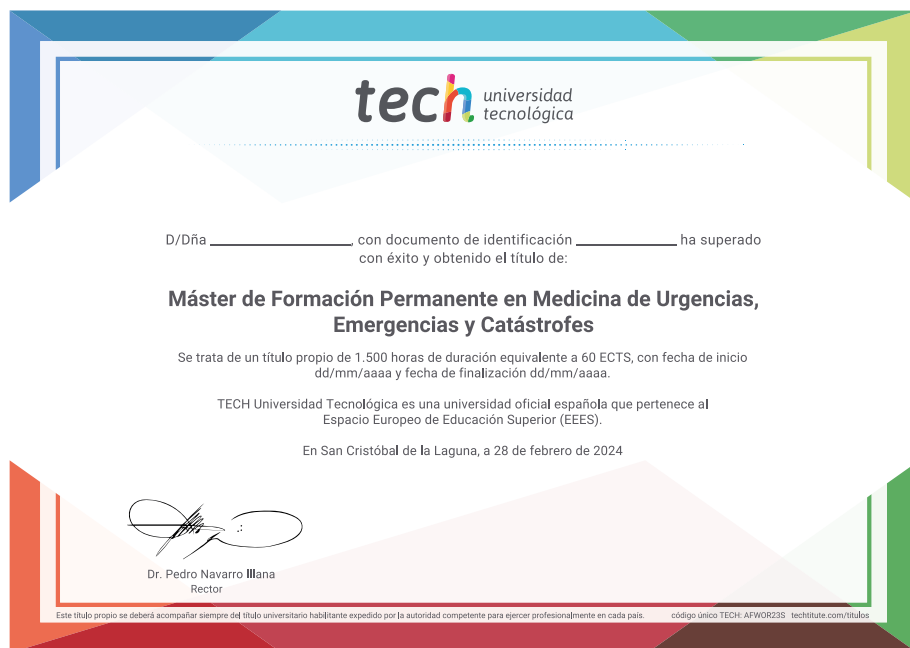 tech universidad
tecnológica
D/Dña ________________, con documento de identificación ____________ ha superado
con éxito y obtenido el título de:
Máster de Formación Permanente en Medicina de Urgencias,
Emergencias y Catástrofes
Se trata de un título propio de 1.500 horas de duración equivalente a 60 ECTS, con fecha de inicio
dd/mm/aaaa y fecha de finalización dd/mm/aaaa.
TECH Universidad Tecnológica es una universidad oficial española que pertenece al
Espacio Europeo de Educación Superior (EEES).
En San Cristóbal de la Laguna, a 28 de febrero de 2024
Dr. Pedro Navarro Illana
Rector
Este título propio se deberá acompañar siempre del título universitario habilitante expedido por la autoridad competente para ejercer profesionalmente en cada país. código único TECH: AFWOR23S techtitute.com/titulos